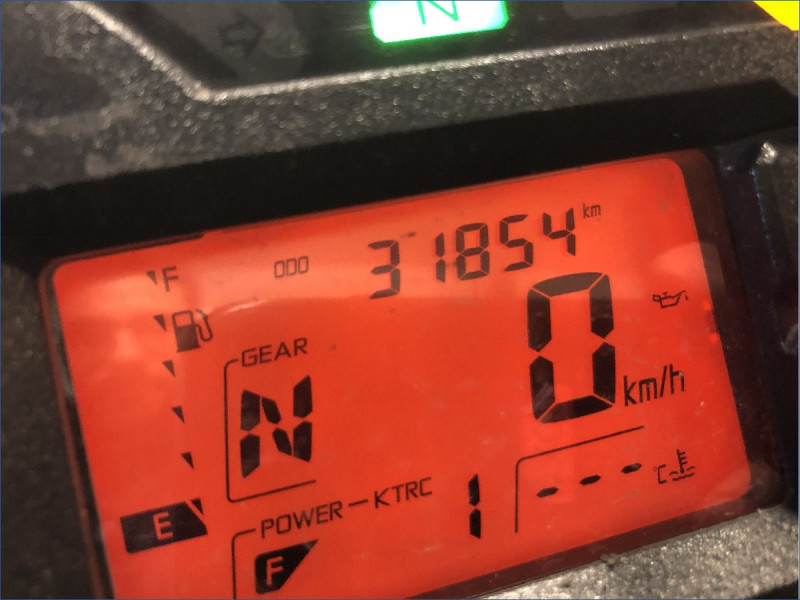 N
F
ODO 31854 km
GEAR
N
0 km/h
E
POWER-KTRC 1
F
--- °C